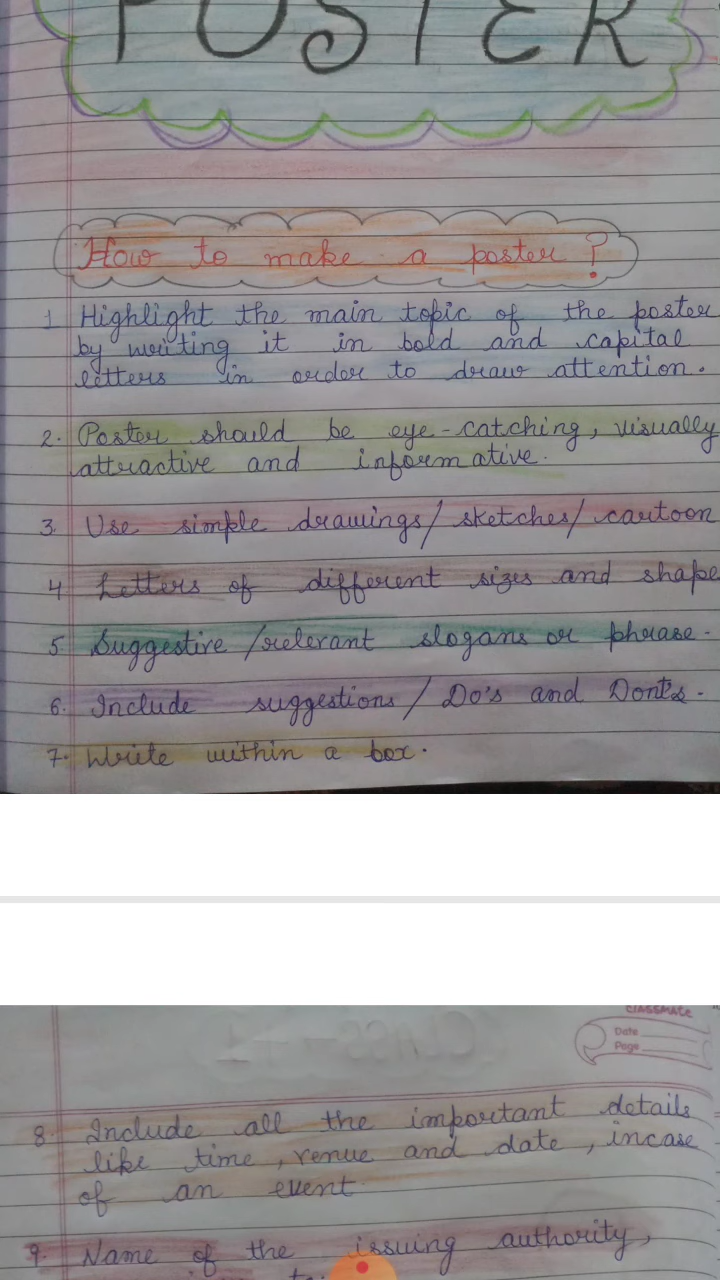 POSTER
How to make a poster ?
1 Highlight the main topic of the poster
by writing it in bold and capital
letters in order to draw attention.
2. Poster should be eye-catching, visually
attractive and informative.
3. Use simple drawings/ sketches/ cartoon
4 Letters of different sizes and shape
5 Suggestive /relevant slogans or phrase.
6. Include suggestions / Do's and Dont's.
7. Write within a box.
CLASSMATE
Date
Page
8. Include all the important details
like time, venue and date, incase
of an event.
9. Name of the issuing authority,